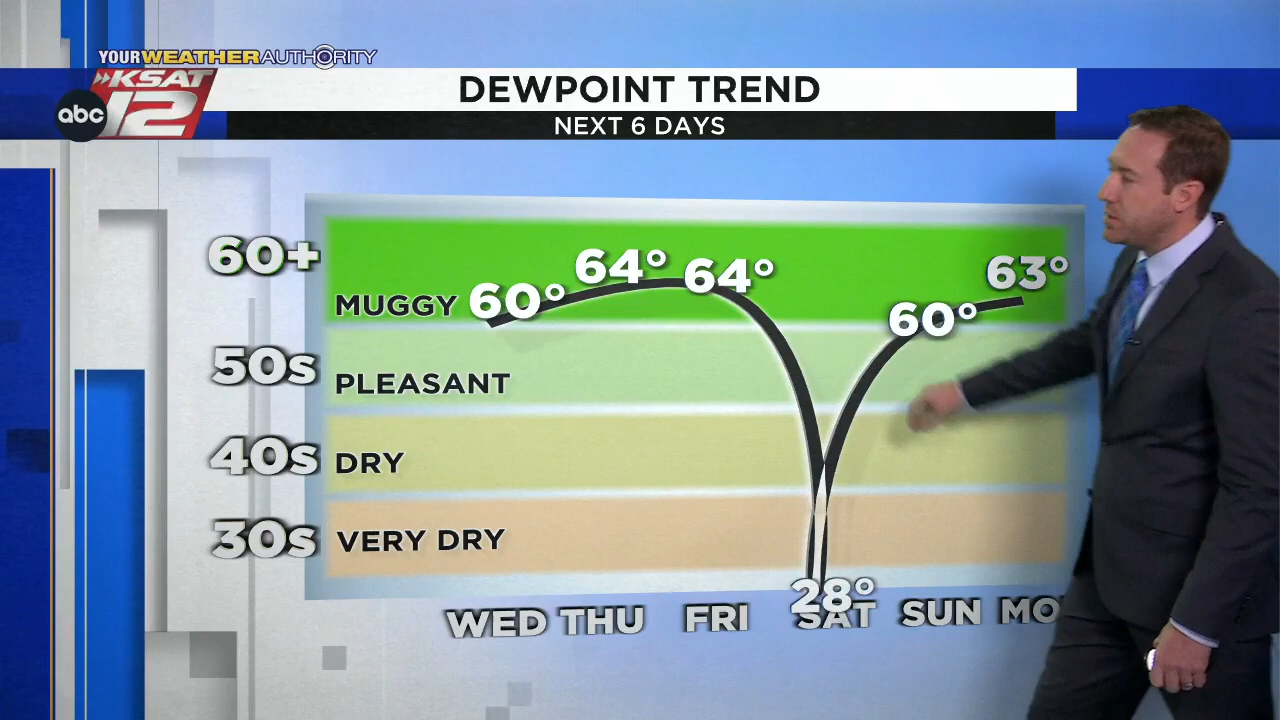 YOUR WEATHER AUTHORITY
KSAT
abc 12
DEWPOINT TREND
NEXT 6 DAYS
60+
MUGGY
50s
PLEASANT
40s
DRY
30s
VERY DRY
60° 64° 64° 28° 60° 63°
WED THU FRI SAT SUN MO